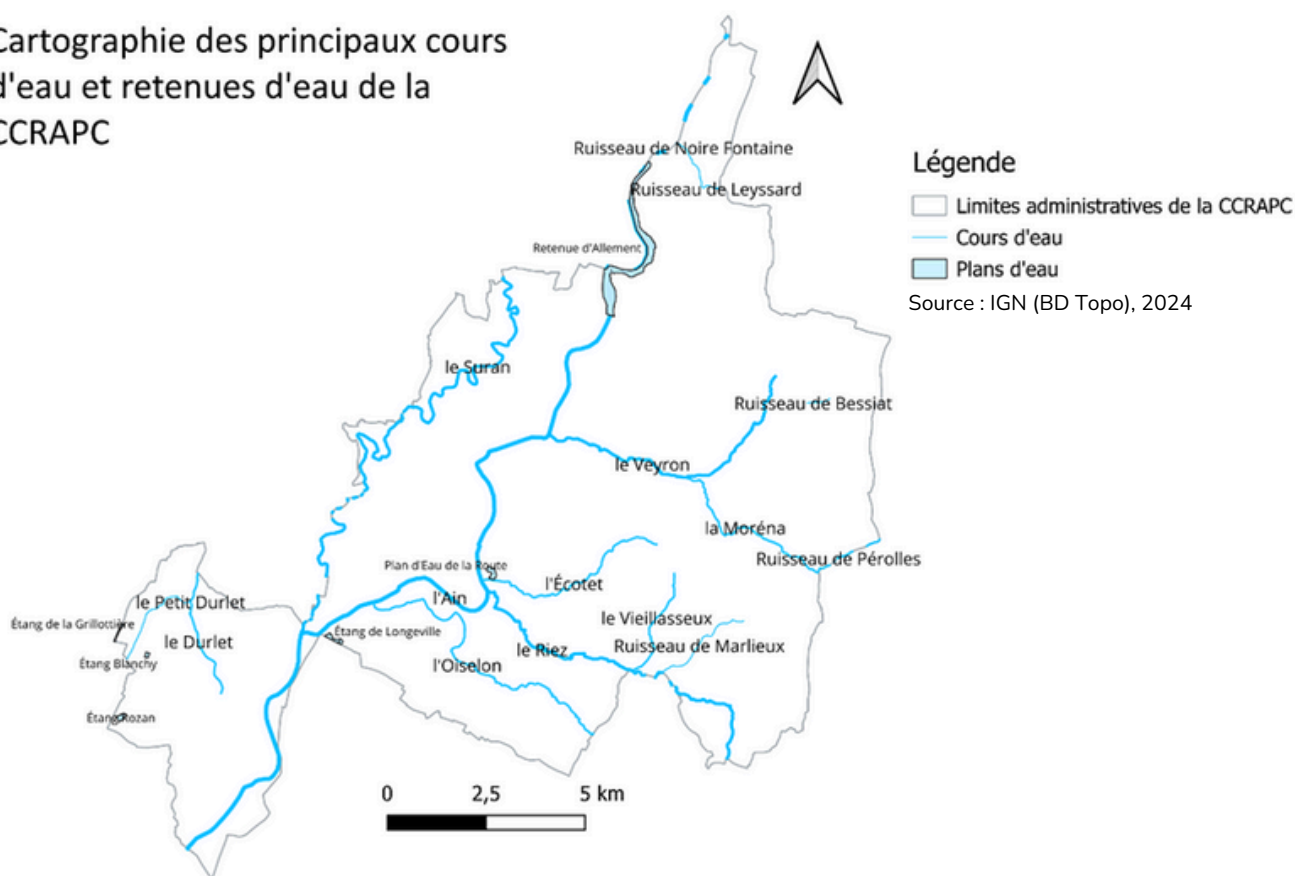 Cartographie des principaux cours
d'eau et retenues d'eau de la
CCRAPC
Ruisseau de Noire Fontaine
Ruisseau de Leyssard
Retenue d'Allement
Légende
Limites administratives de la CCRAPC
Cours d'eau
Plans d'eau
Source : IGN (BD Topo), 2024
le Suran
Ruisseau de Bessiat
le Veyron
la Moréna
Ruisseau de Pérolles
Plan d'Eau de la Route
l'Écotet
l'Ain
le Petit Durlet
le Vieillasseux
Étang de la Grillottière
Étang de Longeville
le Durlet
le Riez
Ruisseau de Marlieux
Étang Blanchy
l'Oiselon
Étang Rozan
0 2,5 5 km